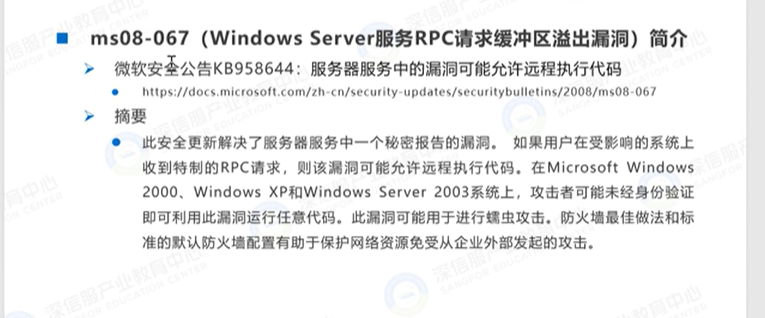 ms08-067（Windows Server服务RPC请求缓冲区溢出漏洞）简介
微软安全公告KB958644：服务器服务中的漏洞可能允许远程执行代码
https://docs.microsoft.com/zh-cn/security-updates/securitybulletins/2008/ms08-067
摘要
此安全更新解决了服务器服务中一个秘密报告的漏洞。 如果用户在受影响的系统上
收到特制的RPC请求，则该漏洞可能允许远程执行代码。在Microsoft Windows
2000、Windows XP和Windows Server 2003系统上，攻击者可能未经身份验证
即可利用此漏洞运行任意代码。此漏洞可能用于进行蠕虫攻击。防火墙最佳做法和标
准的默认防火墙配置有助于保护网络资源免受从企业外部发起的攻击。
深信服产业教育中心
SANGFOR EDUCATION CENTER